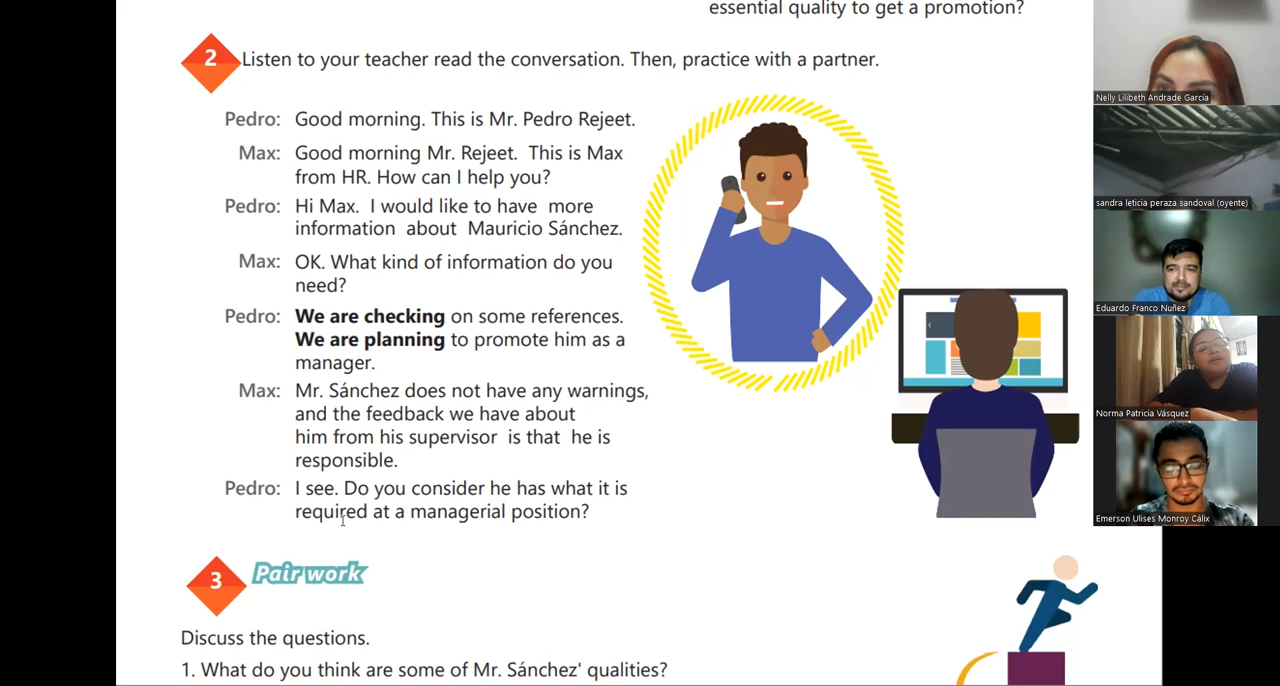 essential quality to get a promotion?
2
Listen to your teacher read the conversation. Then, practice with a partner.
Pedro: Good morning. This is Mr. Pedro Rejeet.
Max: Good morning Mr. Rejeet. This is Max
from HR. How can I help you?
Pedro: Hi Max. I would like to have more
information about Mauricio Sánchez.
Max: OK. What kind of information do you
need?
Pedro: We are checking on some references.
We are planning to promote him as a
manager.
Max: Mr. Sánchez does not have any warnings,
and the feedback we have about
him from his supervisor is that he is
responsible.
Pedro: I see. Do you consider he has what it is
required at a managerial position?
3
Pair work
Discuss the questions.
1. What do you think are some of Mr. Sánchez' qualities?
Nelly Lilibeth Andrade García
sandra leticia peraza sandoval (oyente)
Eduardo Franco Nuñez
Norma Patricia Vásquez
Emerson Ulises Monroy Cálix